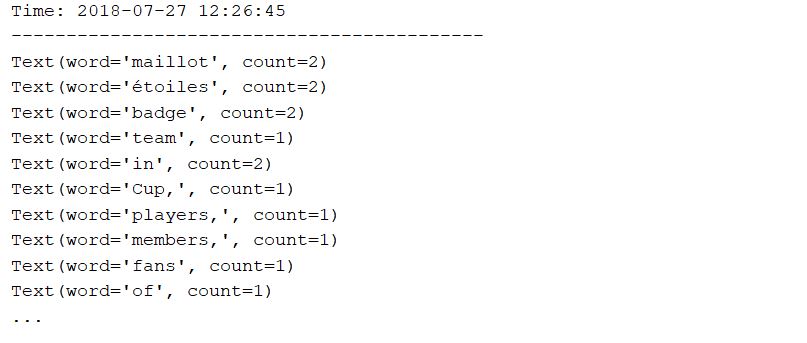 Time: 2018-07-27 12:26:45
-------------------------------------------
Text(word='maillot', count=2)
Text(word='étoiles', count=2)
Text(word='badge', count=2)
Text(word='team', count=1)
Text(word='in', count=2)
Text(word='Cup,', count=1)
Text(word='players,', count=1)
Text(word='members,', count=1)
Text(word='fans', count=1)
Text(word='of', count=1)
...